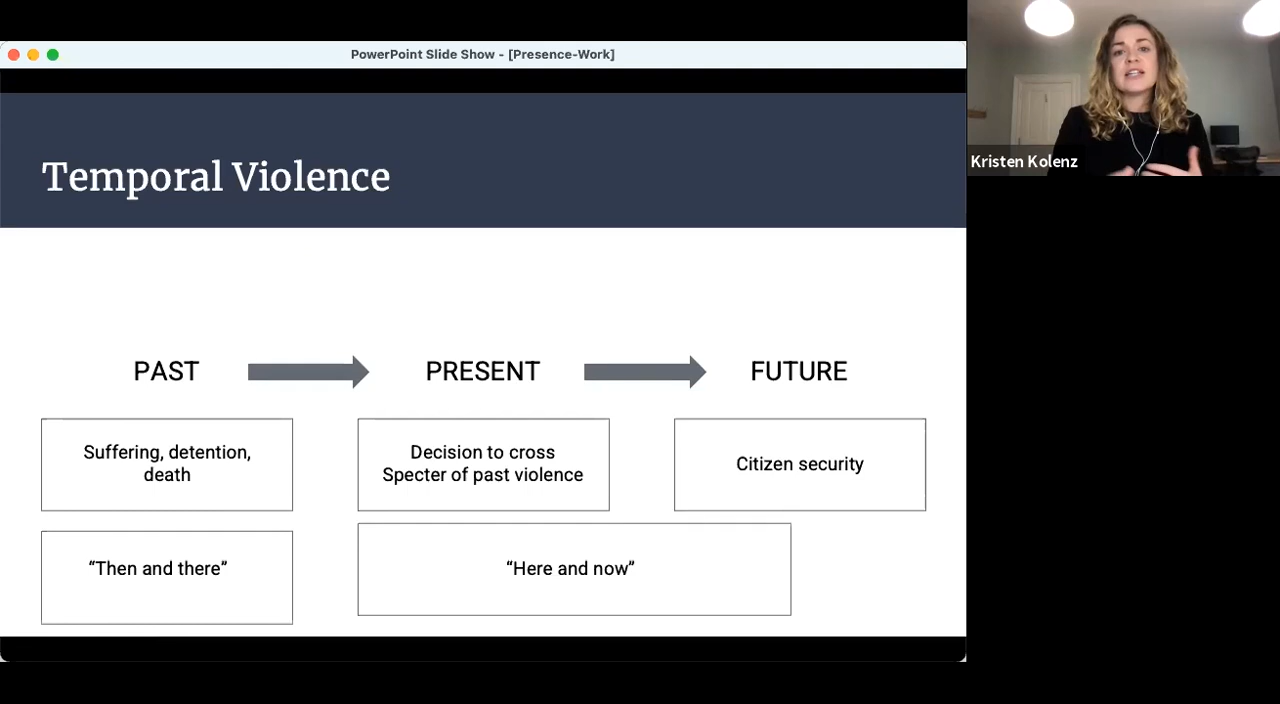 PowerPoint Slide Show - [Presence-Work]
Kristen Kolenz
Temporal Violence
PAST
PRESENT
FUTURE
Suffering, detention,
death
Decision to cross
Specter of past violence
Citizen security
“Then and there”
“Here and now”